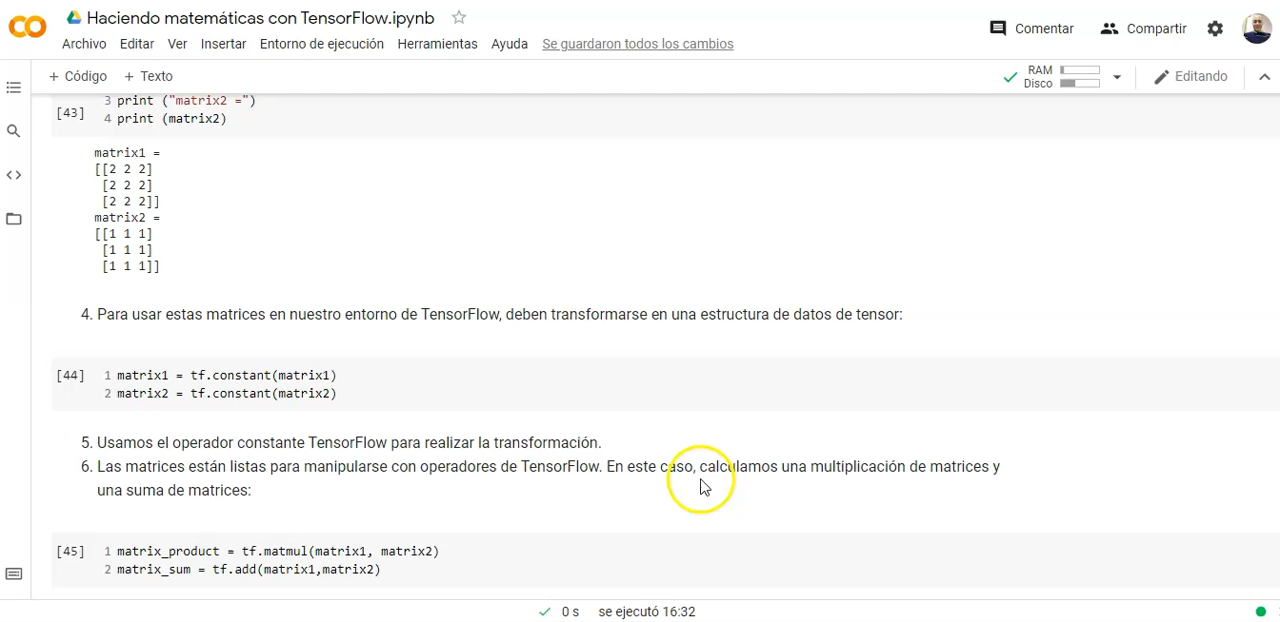 Haciendo matemáticas con TensorFlow.ipynb
Comentar
Compartir
Archivo Editar Ver Insertar Entorno de ejecución Herramientas Ayuda Se guardaron todos los cambios
+ Código + Texto
RAM
Disco
Editando
[43]
3 print ("matrix2 =")
4 print (matrix2)
matrix1 =
[[2 2 2]
[2 2 2]
[2 2 2]]
matrix2 =
[[1 1 1]
[1 1 1]
[1 1 1]]
4. Para usar estas matrices en nuestro entorno de TensorFlow, deben transformarse en una estructura de datos de tensor:
[44] 1 matrix1 = tf.constant(matrix1)
2 matrix2 = tf.constant(matrix2)
5. Usamos el operador constante TensorFlow para realizar la transformación.
6. Las matrices están listas para manipularse con operadores de TensorFlow. En este caso, calculamos una multiplicación de matrices y
una suma de matrices:
[45] 1 matrix_product = tf.matmul(matrix1, matrix2)
2 matrix_sum = tf.add(matrix1,matrix2)
0 s se ejecutó 16:32